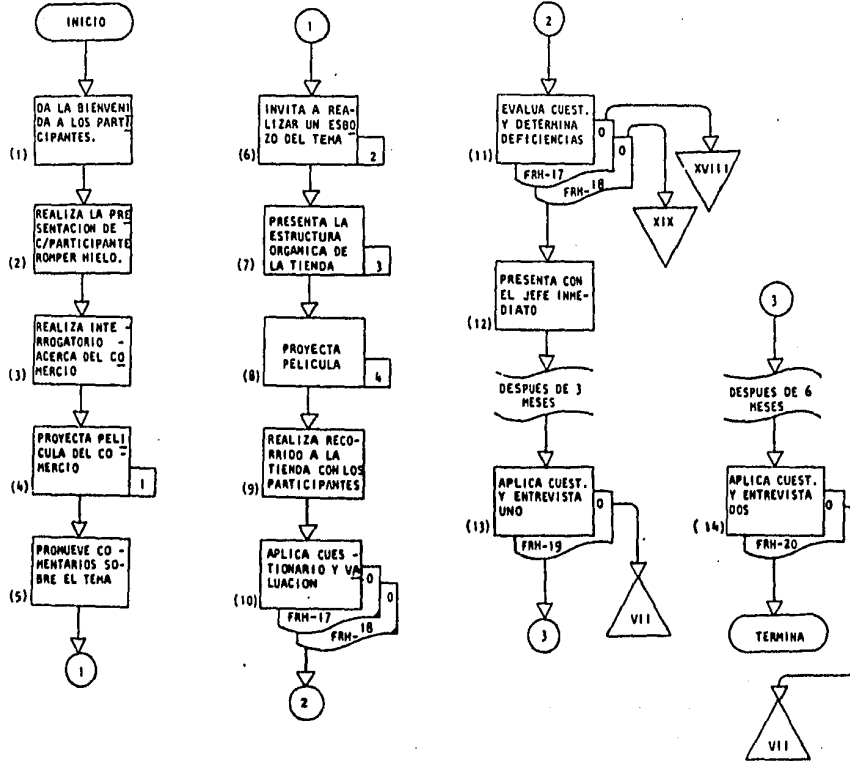 INICIO
DA LA BIENVENI
DA A LOS PARTI
CIPANTES.
(1)
REALIZA LA PRE
SENTACION DE
C/PARTICIPANTE
ROMPER HIELO.
(2)
REALIZA INTE -
RROGATORIO -
ACERCA DEL CO
MERCIO
(3)
PROYECTA PELI
CULA DEL CO -
MERCIO
(4)
1
PROMUEVE CO -
MENTARIOS SO-
BRE EL TEMA
(5)
1
1
INVITA A REA-
LIZAR UN ESBO
ZO DEL TEMA
(6)
2
PRESENTA LA
ESTRUCTURA
ORGANICA DE
LA TIENDA
(7)
3
PROYECTA
PELICULA
(8)
4
REALIZA RECO-
RRIDO A LA
TIENDA CON LOS
PARTICIPANTES
(9)
APLICA CUES -
TIONARIO Y VA
LUACION
(10)
0
0
FRH-17
FRH-18
2
2
EVALUA CUEST.
Y DETERMINA
DEFICIENCIAS
(11)
0
0
FRH-17
FRH-18
XVIII
XIX
PRESENTA CON
EL JEFE INME-
DIATO
(12)
DESPUES DE 3
MESES
APLICA CUEST.
Y ENTREVISTA
UNO
(13)
0
FRH-19
VII
3
3
DESPUES DE 6
MESES
APLICA CUEST.
Y ENTREVISTA
DOS
(14)
0
FRH-20
TERMINA
VII